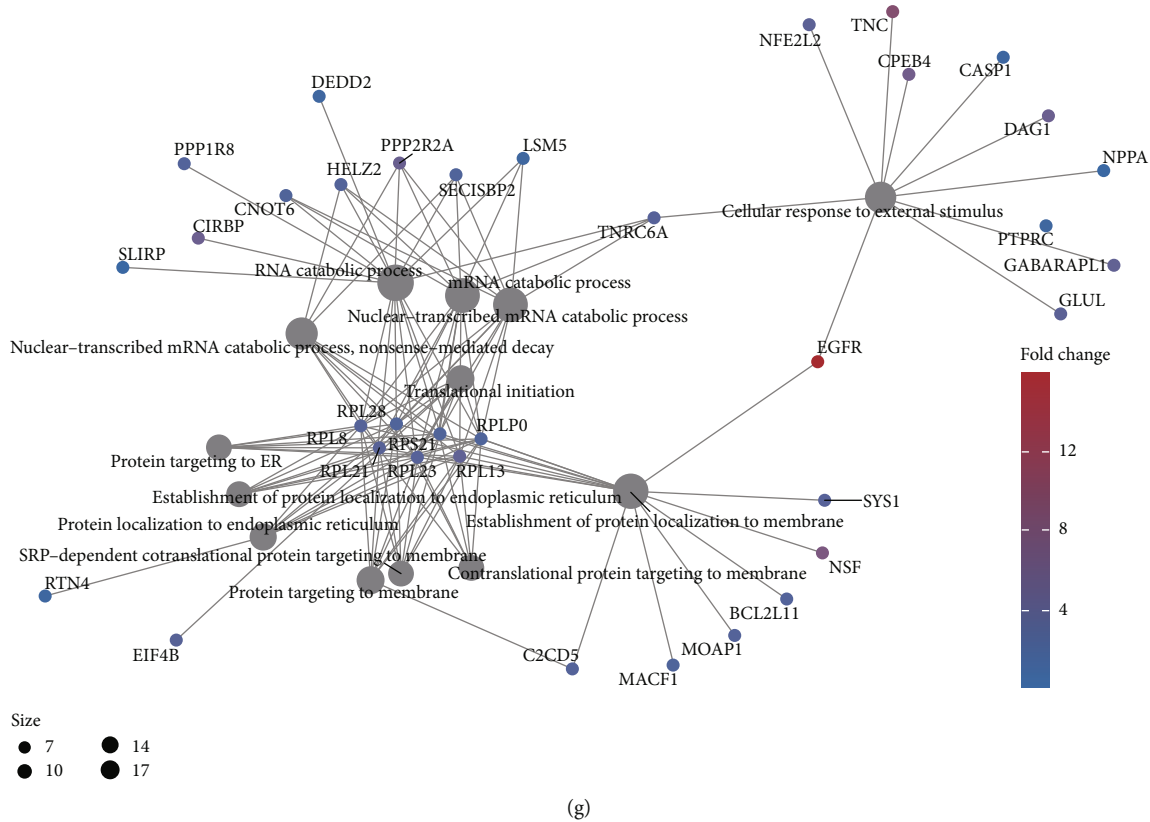 TNC
NFE2L2
CPEB4
CASP1
DEDD2
DAG1
PPP2R2A
LSM5
PPP1R8
NPPA
HELZ2
SECISBP2
CNOT6
Cellular response to external stimulus
CIRBP
TNRC6A
PTPRC
SLIRP
GABARAPL1
RNA catabolic process
mRNA catabolic process
GLUL
Nuclear–transcribed mRNA catabolic process
Nuclear–transcribed mRNA catabolic process, nonsense–mediated decay
EGFR
Fold change
Translational initiation
RPL28
RPLP0
RPL8
RPS21
12
Protein targeting to ER
RPL21
RPL23
RPL13
Establishment of protein localization to endoplasmic reticulum
SYS1
Protein localization to endoplasmic reticulum
Establishment of protein localization to membrane
8
SRP–dependent cotranslational protein targeting to membrane
NSF
Contranslational protein targeting to membrane
RTN4
Protein targeting to membrane
4
BCL2L11
EIF4B
C2CD5
MOAP1
MACF1
Size
7
14
10
17
(g)